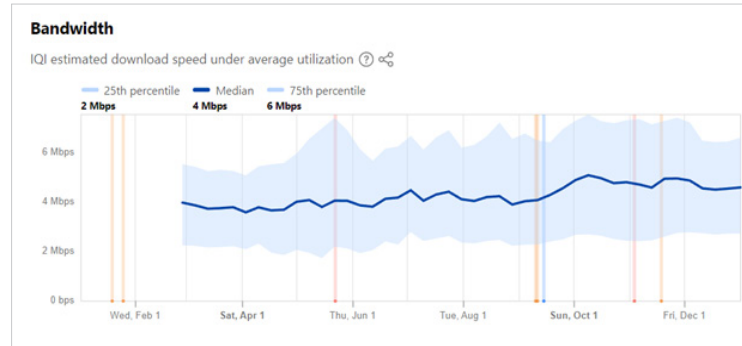 Bandwidth
IQI estimated download speed under average utilization ?
25th percentile Median 75th percentile
2 Mbps 4 Mbps 6 Mbps
6 Mbps
4 Mbps
2 Mbps
0 bps
Wed, Feb 1 Sat, Apr 1 Thu, Jun 1 Tue, Aug 1 Sun, Oct 1 Fri, Dec 1